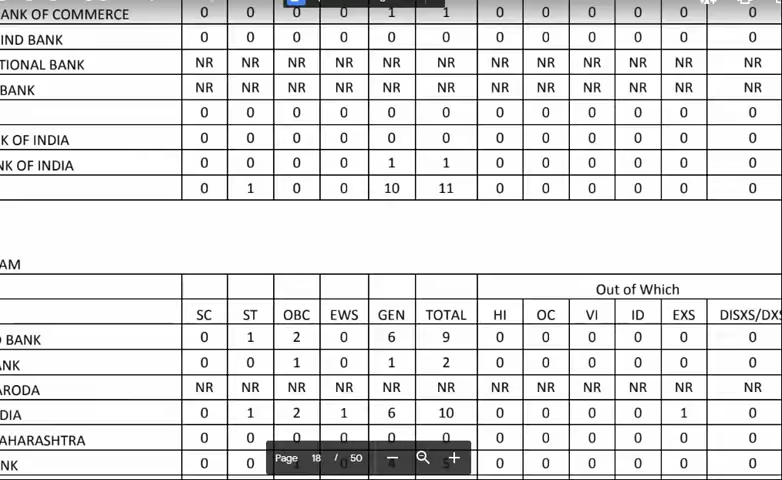 ANK OF COMMERCE 0 0 0 0 1 1 0 0 0 0 0 0
IND BANK 0 0 0 0 0 0 0 0 0 0 0 0
TIONAL BANK NR NR NR NR NR NR NR NR NR NR NR NR
BANK NR NR NR NR NR NR NR NR NR NR NR NR
0 0 0 0 0 0 0 0 0 0 0 0
K OF INDIA 0 0 0 0 0 0 0 0 0 0 0 0
NK OF INDIA 0 0 0 0 1 1 0 0 0 0 0 0
0 1 0 0 10 11 0 0 0 0 0 0
AM
Out of Which
SC ST OBC EWS GEN TOTAL HI OC VI ID EXS DISXS/DXS
BANK 0 1 2 0 6 9 0 0 0 0 0 0
ANK 0 0 1 0 1 2 0 0 0 0 0 0
ARODA NR NR NR NR NR NR NR NR NR NR NR NR
DIA 0 1 2 1 6 10 0 0 0 0 1 0
AHARASHTRA 0 0 0 0 0 0 0 0 0 0 0 0
NK 0 0 1 0 4 5 0 0 0 0 0 0
Page 18 / 50